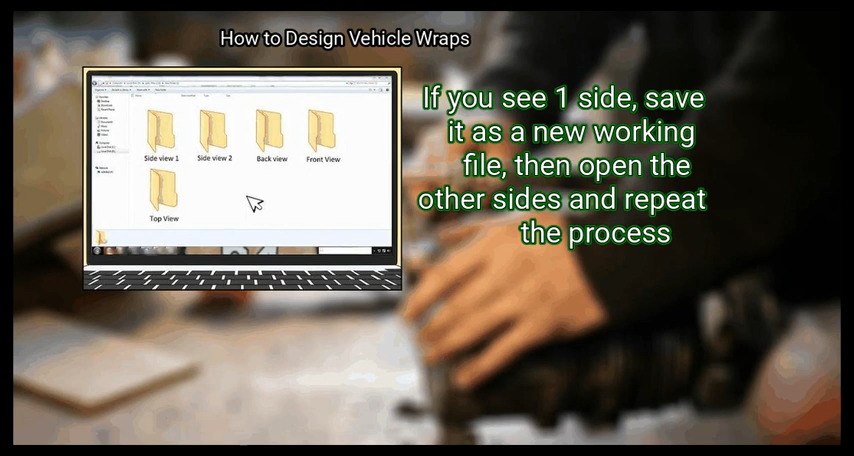 How to Design Vehicle Wraps
If you see 1 side, save
it as a new working
file, then open the
other sides and repeat
the process
Side view 1
Side view 2
Back view
Front View
Top View